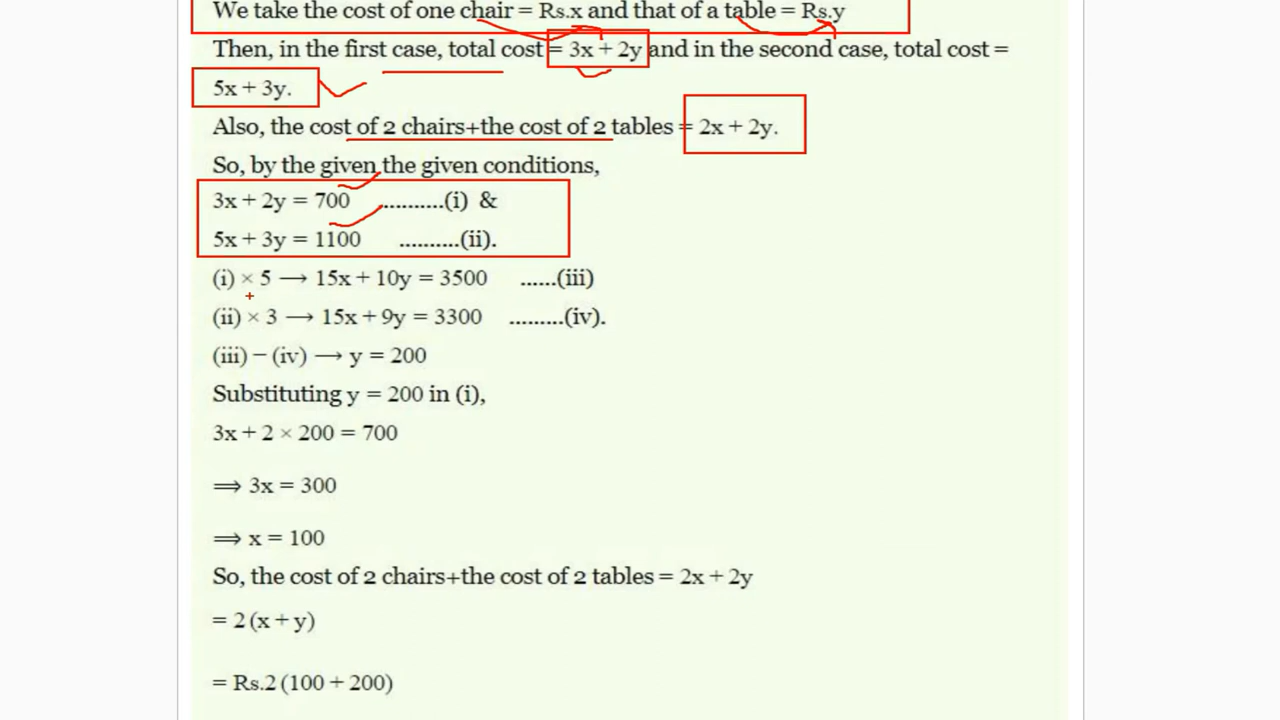 We take the cost of one chair = Rs.x and that of a table = Rs.y
Then, in the first case, total cost = 3x + 2y and in the second case, total cost =
5x + 3y.
Also, the cost of 2 chairs+the cost of 2 tables = 2x + 2y.
So, by the given the given conditions,
3x + 2y = 700 ..........(i) &
5x + 3y = 1100 ..........(ii).
(i) × 5 ⟶ 15x + 10y = 3500 ......(iii)
(ii) × 3 ⟶ 15x + 9y = 3300 .........(iv).
(iii) − (iv) ⟶ y = 200
Substituting y = 200 in (i),
3x + 2 × 200 = 700
⟹ 3x = 300
⟹ x = 100
So, the cost of 2 chairs+the cost of 2 tables = 2x + 2y
= 2 (x + y)
= Rs.2 (100 + 200)